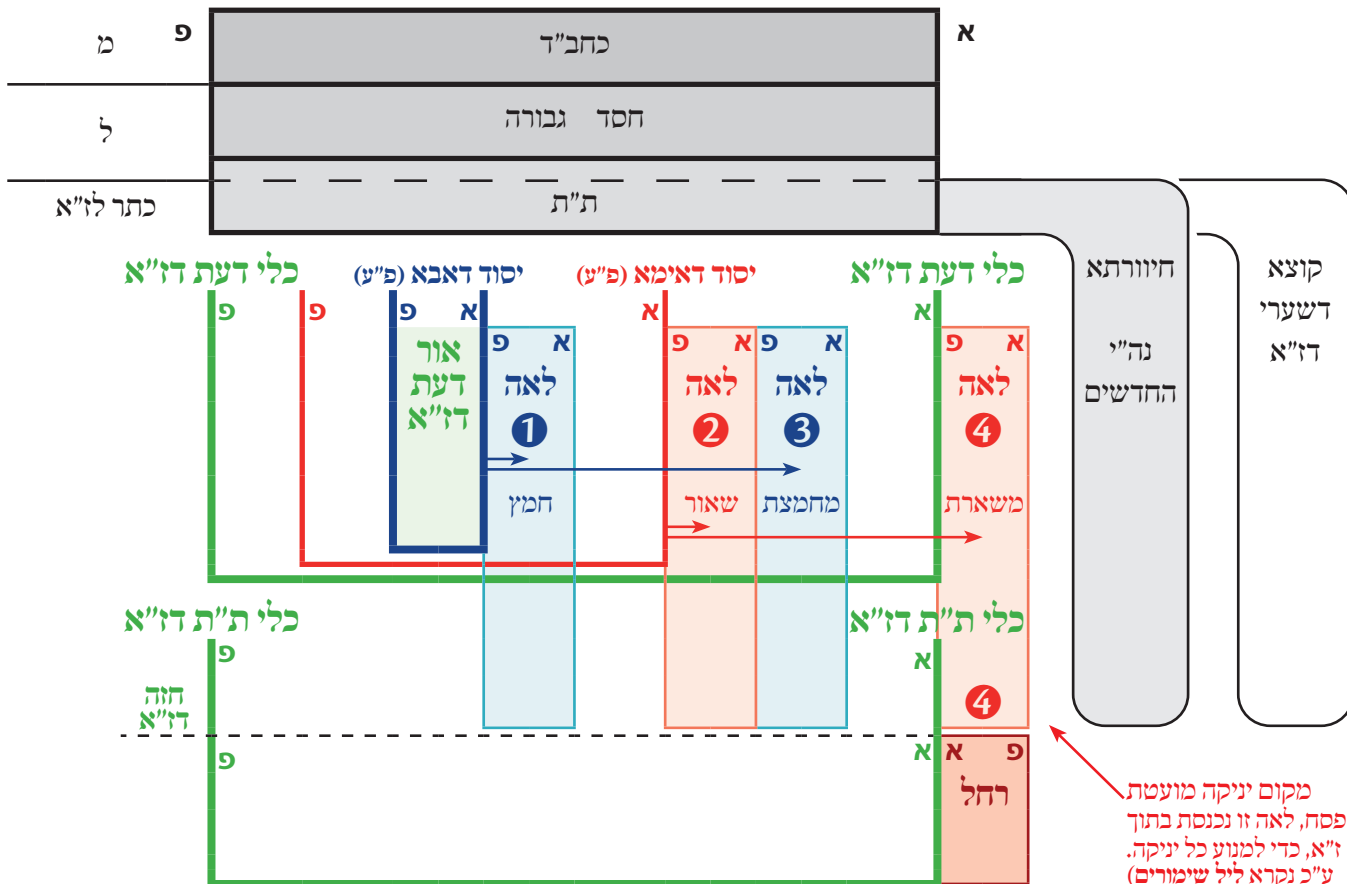 א כחב"ד פ מ
חסד גבורה ל
ת"ת כתר לז"א
קוצא
דשערי
דז"א
חיוורתא
נה"י
החדשים
כלי דעת דז"א יסוד דאימא (פ"ע) יסוד דאבא (פ"ע) כלי דעת דז"א
א א א פ פ פ
א פ
לאה
4
משארת
א פ
לאה
3
מחמצת
א פ
לאה
2
שאור
א פ
לאה
1
חמץ
אור
דעת
דז"א
כלי ת"ת דז"א כלי ת"ת דז"א
א פ
4
חזה
דז"א
פ א א פ
רחל
מקום יניקה מועטת
פסח, לאה זו נכנסת בתוך
ז"א, כדי למנוע כל יניקה.
ע"כ נקרא ליל שימורים)